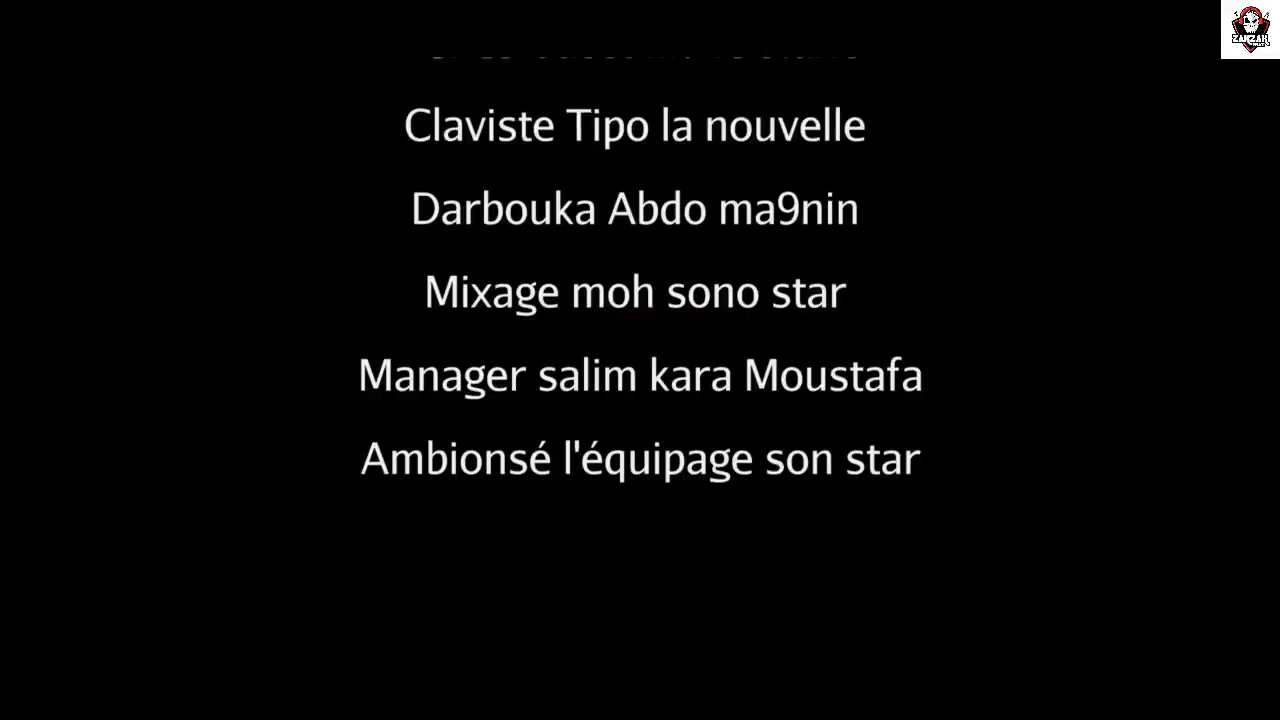 Claviste Tipo la nouvelle
Darbouka Abdo ma9nin
Mixage moh sono star
Manager salim kara Moustafa
Ambionsé l'équipage son star